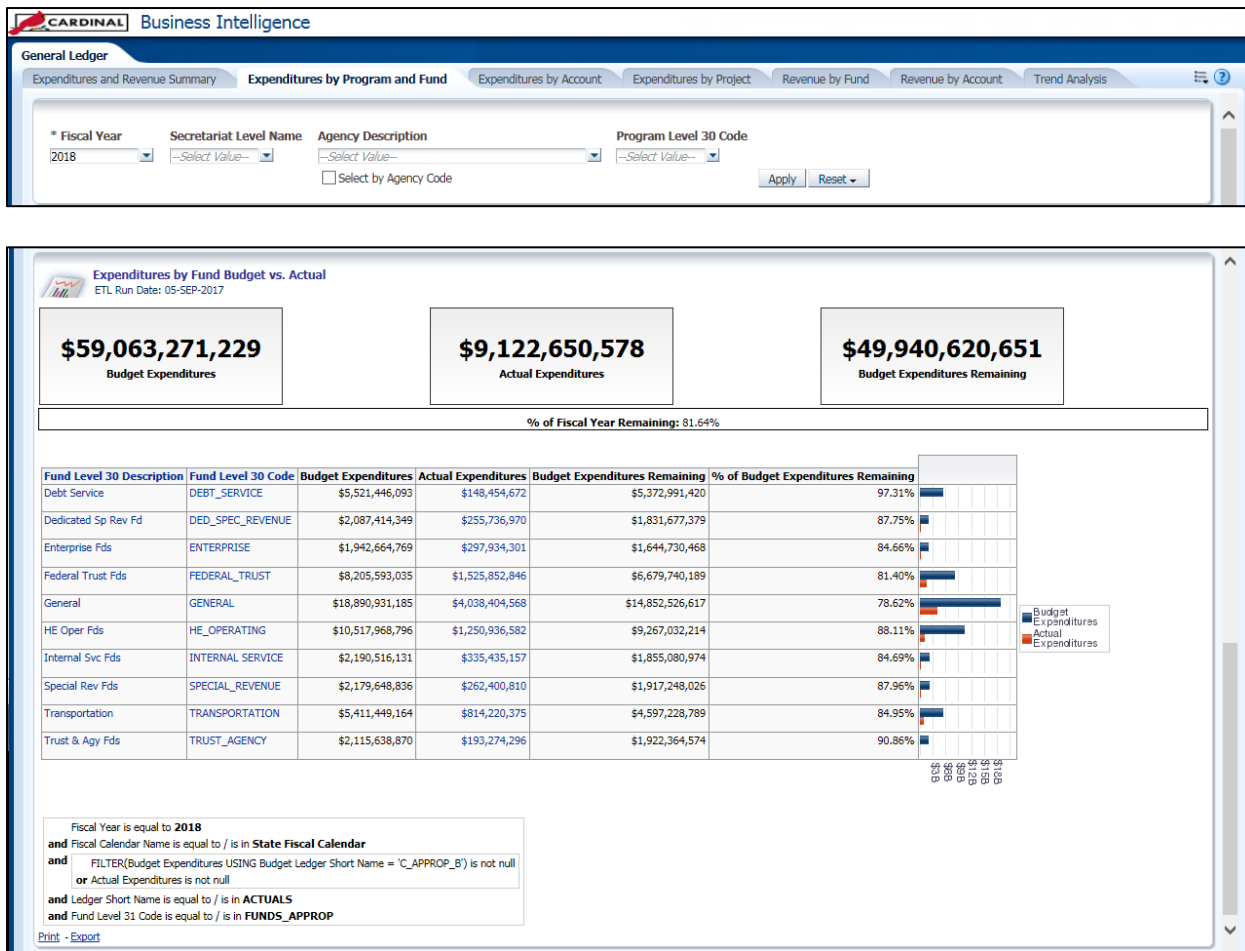 CARDINAL Business Intelligence
General Ledger
Expenditures and Revenue Summary Expenditures by Program and Fund Expenditures by Account Expenditures by Project Revenue by Fund Revenue by Account Trend Analysis ?
* Fiscal Year Secretariat Level Name Agency Description Program Level 30 Code
2018 --Select Value-- --Select Value-- --Select Value--
Select by Agency Code Apply Reset
Expenditures by Fund Budget vs. Actual
ETL Run Date: 05-SEP-2017
$59,063,271,229 $9,122,650,578 $49,940,620,651
Budget Expenditures Actual Expenditures Budget Expenditures Remaining
% of Fiscal Year Remaining: 81.64%
Fund Level 30 Description Fund Level 30 Code Budget Expenditures Actual Expenditures Budget Expenditures Remaining % of Budget Expenditures Remaining
Debt Service DEBT_SERVICE $5,521,446,093 $148,454,672 $5,372,991,420 97.31%
Dedicated Sp Rev Fd DED_SPEC_REVENUE $2,087,414,349 $255,736,970 $1,831,677,379 87.75%
Enterprise Fds ENTERPRISE $1,942,664,769 $297,934,301 $1,644,730,468 84.66%
Federal Trust Fds FEDERAL_TRUST $8,205,593,035 $1,525,852,846 $6,679,740,189 81.40%
General GENERAL $18,890,931,185 $4,038,404,568 $14,852,526,617 78.62%
HE Oper Fds HE_OPERATING $10,517,968,796 $1,250,936,582 $9,267,032,214 88.11%
Internal Svc Fds INTERNAL SERVICE $2,190,516,131 $335,435,157 $1,855,080,974 84.69%
Special Rev Fds SPECIAL_REVENUE $2,179,648,836 $262,400,810 $1,917,248,026 87.96%
Transportation TRANSPORTATION $5,411,449,164 $814,220,375 $4,597,228,789 84.95%
Trust & Agy Fds TRUST_AGENCY $2,115,638,870 $193,274,296 $1,922,364,574 90.86%
Budget
Expenditures
Actual
Expenditures
$3B $6B $9B $12B $15B $18B
Fiscal Year is equal to 2018
and Fiscal Calendar Name is equal to / is in State Fiscal Calendar
and FILTER(Budget Expenditures USING Budget Ledger Short Name = 'C_APPROP_B') is not null
or Actual Expenditures is not null
and Ledger Short Name is equal to / is in ACTUALS
and Fund Level 31 Code is equal to / is in FUNDS_APPROP
Print - Export